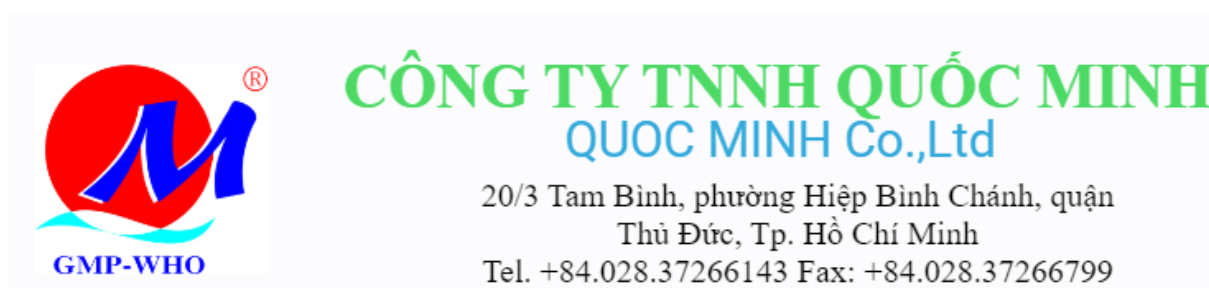 ®
CÔNG TY TNNH QUỐC MINH
QUOC MINH Co.,Ltd
20/3 Tam Bình, phường Hiệp Bình Chánh, quận
Thủ Đức, Tp. Hồ Chí Minh
Tel. +84.028.37266143 Fax: +84.028.37266799
M
GMP-WHO